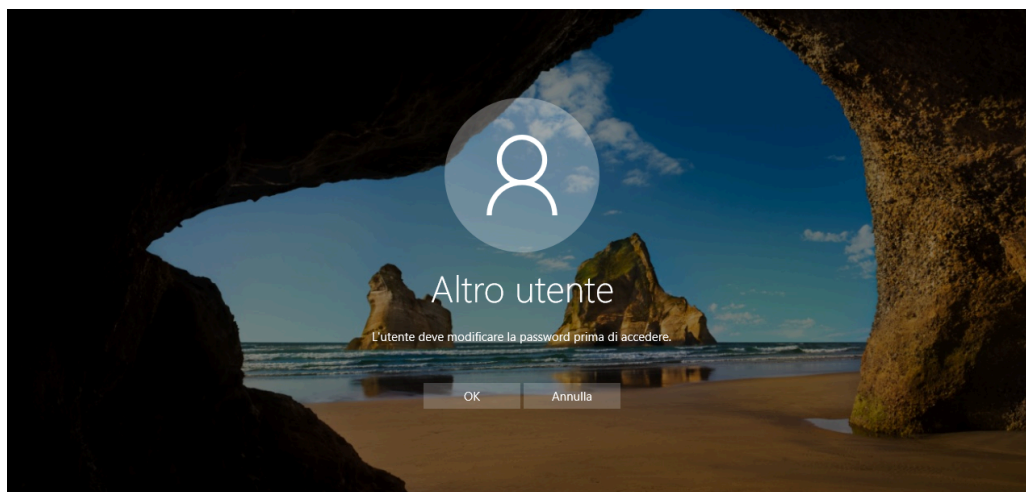 Altro utente
L'utente deve modificare la password prima di accedere.
OK
Annulla